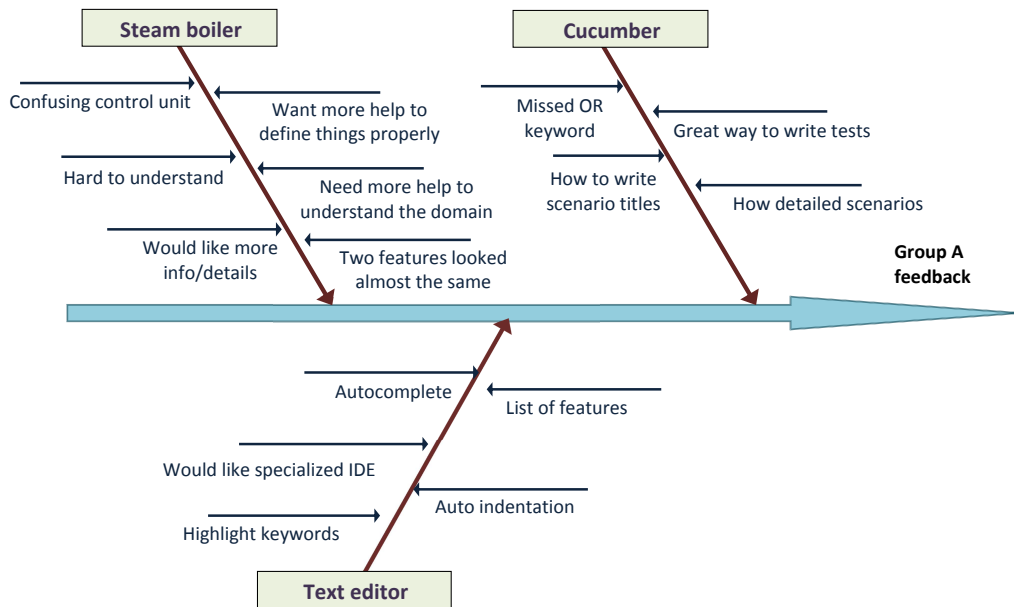 Steam boiler
Cucumber
Confusing control unit
Want more help to
define things properly
Hard to understand
Need more help to
understand the domain
Would like more
info/details
Two features looked
almost the same
Missed OR
keyword
Great way to write tests
How to write
scenario titles
How detailed scenarios
Group A
feedback
Autocomplete
List of features
Would like specialized IDE
Auto indentation
Highlight keywords
Text editor